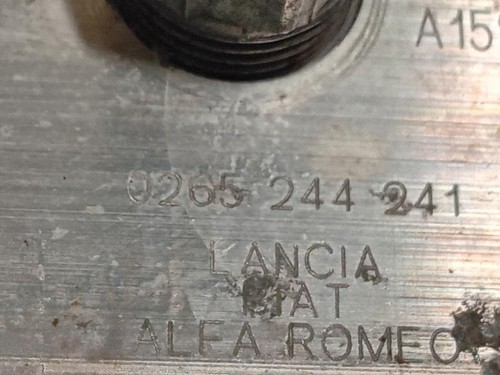 A15
0265 244 241
LANCIA
FIAT
ALFA ROMEO